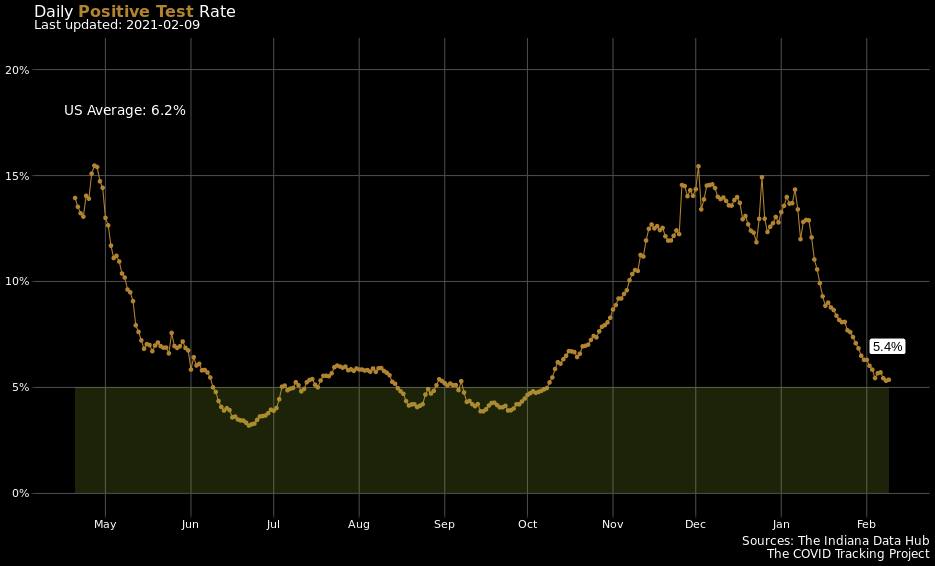 Daily Positive Test Rate
Last updated: 2021-02-09
20%
US Average: 6.2%
15%
10%
5.4%
5%
0%
May Jun Jul Aug Sep Oct Nov Dec Jan Feb
Sources: The Indiana Data Hub
The COVID Tracking Project